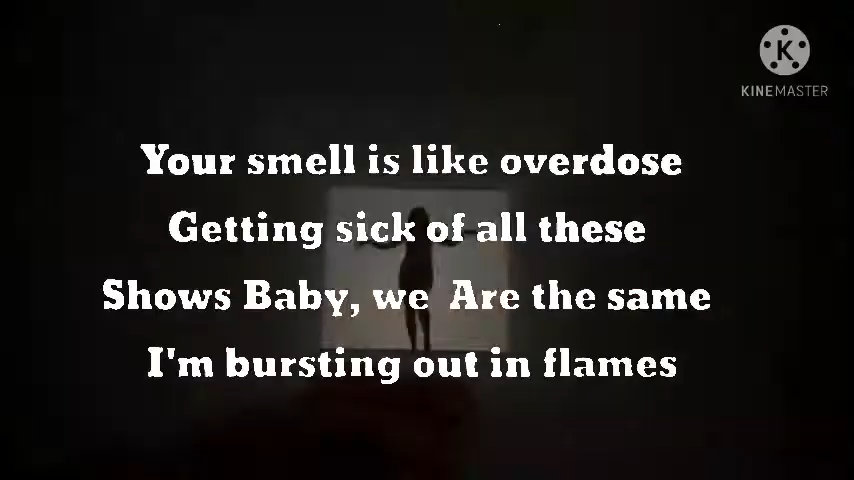 K
KINEMASTER
Your smell is like overdose
Getting sick of all these
Shows Baby, we Are the same
I'm bursting out in flames